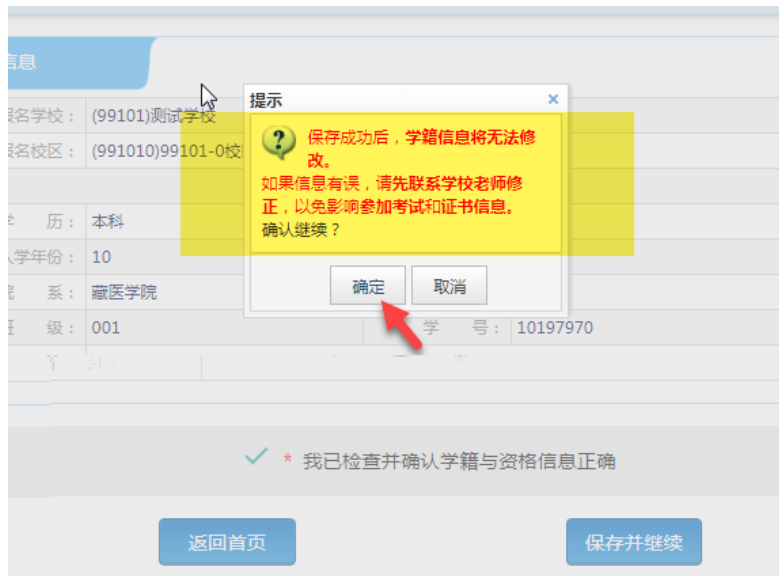 信息
提示
报名学校： (99101)测试学校
报名校区： (991010)99101-0校
保存成功后，学籍信息将无法修
改。
如果信息有误，请先联系学校老师修
正，以免影响参加考试和证书信息。
确认继续？
历： 本科
入学年份： 10
系： 藏医学院
确定 取消
级： 001 学 号： 10197970
* 我已检查并确认学籍与资格信息正确
返回首页 保存并继续